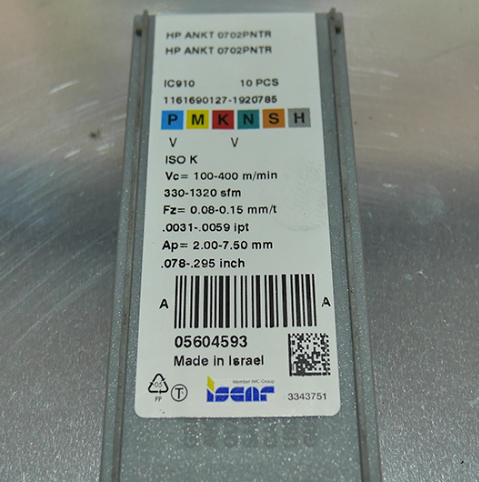 HP ANKT 0702PNTR
HP ANKT 0702PNTR
IC910 10 PCS
1161690127-1920785
P M K N S H
V V
ISO K
Vc= 100-400 m/min
330-1320 sfm
Fz= 0.08-0.15 mm/t
.0031-.0059 ipt
Ap= 2.00-7.50 mm
.078-.295 inch
A A
05604593
Made in Israel
05
PP
T
Member IMC Group
iscar
3343751